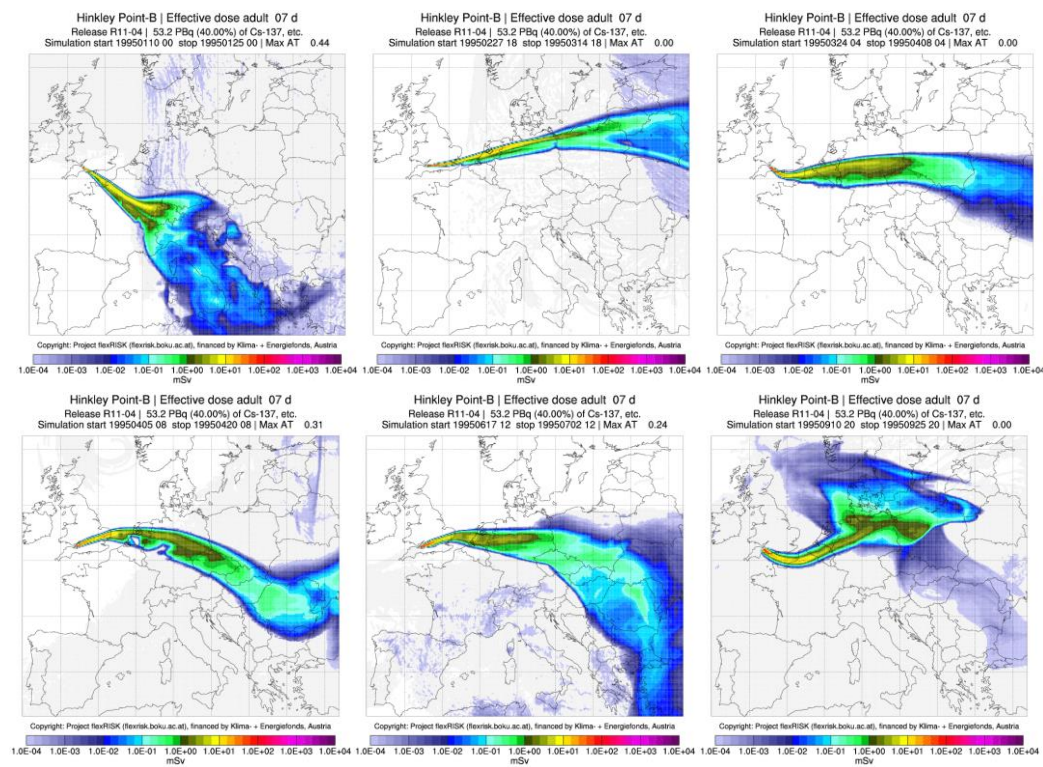 Hinkley Point-B | Effective dose adult 07 d
Release R11-04 | 53.2 PBq (40.00%) of Cs-137, etc.
Simulation start 19950110 00 stop 19950125 00 | Max AT 0.44
Copyright: Project flexRISK (flexrisk.boku.ac.at), financed by Klima- + Energiefonds, Austria
1.0E-04 1.0E-03 1.0E-02 1.0E-01 1.0E+00 1.0E+01 1.0E+02 1.0E+03 1.0E+04
mSv
Hinkley Point-B | Effective dose adult 07 d
Release R11-04 | 53.2 PBq (40.00%) of Cs-137, etc.
Simulation start 19950227 18 stop 19950314 18 | Max AT 0.00
Copyright: Project flexRISK (flexrisk.boku.ac.at), financed by Klima- + Energiefonds, Austria
1.0E-04 1.0E-03 1.0E-02 1.0E-01 1.0E+00 1.0E+01 1.0E+02 1.0E+03 1.0E+04
mSv
Hinkley Point-B | Effective dose adult 07 d
Release R11-04 | 53.2 PBq (40.00%) of Cs-137, etc.
Simulation start 19950324 04 stop 19950408 04 | Max AT 0.00
Copyright: Project flexRISK (flexrisk.boku.ac.at), financed by Klima- + Energiefonds, Austria
1.0E-04 1.0E-03 1.0E-02 1.0E-01 1.0E+00 1.0E+01 1.0E+02 1.0E+03 1.0E+04
mSv
Hinkley Point-B | Effective dose adult 07 d
Release R11-04 | 53.2 PBq (40.00%) of Cs-137, etc.
Simulation start 19950405 08 stop 19950420 08 | Max AT 0.31
Copyright: Project flexRISK (flexrisk.boku.ac.at), financed by Klima- + Energiefonds, Austria
1.0E-04 1.0E-03 1.0E-02 1.0E-01 1.0E+00 1.0E+01 1.0E+02 1.0E+03 1.0E+04
mSv
Hinkley Point-B | Effective dose adult 07 d
Release R11-04 | 53.2 PBq (40.00%) of Cs-137, etc.
Simulation start 19950617 12 stop 19950702 12 | Max AT 0.24
Copyright: Project flexRISK (flexrisk.boku.ac.at), financed by Klima- + Energiefonds, Austria
1.0E-04 1.0E-03 1.0E-02 1.0E-01 1.0E+00 1.0E+01 1.0E+02 1.0E+03 1.0E+04
mSv
Hinkley Point-B | Effective dose adult 07 d
Release R11-04 | 53.2 PBq (40.00%) of Cs-137, etc.
Simulation start 19950910 20 stop 19950925 20 | Max AT 0.00
Copyright: Project flexRISK (flexrisk.boku.ac.at), financed by Klima- + Energiefonds, Austria
1.0E-04 1.0E-03 1.0E-02 1.0E-01 1.0E+00 1.0E+01 1.0E+02 1.0E+03 1.0E+04
mSv